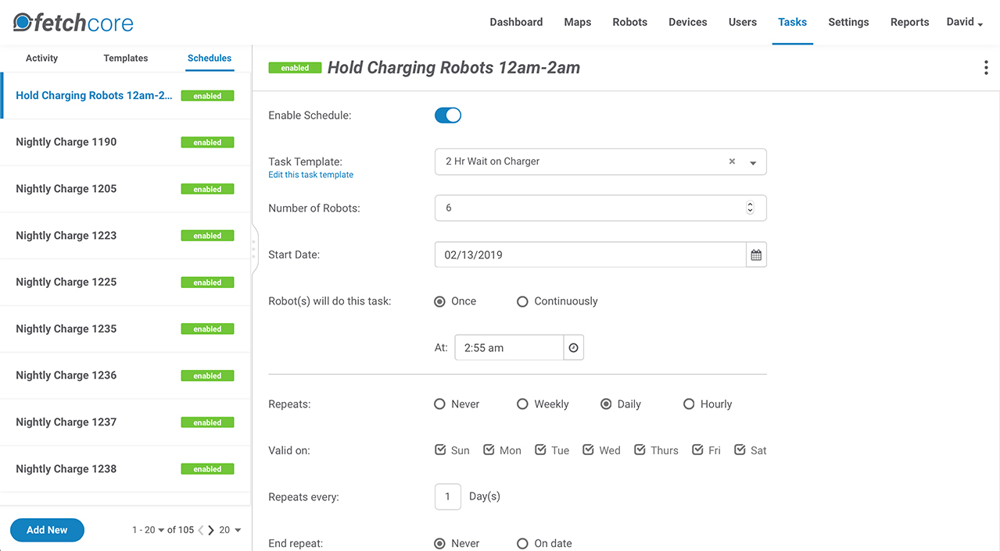 fetchcore
Dashboard Maps Robots Devices Users Tasks Settings Reports David
Activity Templates Schedules
Hold Charging Robots 12am-2... enabled
Nightly Charge 1190 enabled
Nightly Charge 1205 enabled
Nightly Charge 1223 enabled
Nightly Charge 1225 enabled
Nightly Charge 1235 enabled
Nightly Charge 1236 enabled
Nightly Charge 1237 enabled
Nightly Charge 1238 enabled
Add New 1 - 20 of 105 20
enabled Hold Charging Robots 12am-2am
Enable Schedule:
Task Template: 2 Hr Wait on Charger
Edit this task template
Number of Robots: 6
Start Date: 02/13/2019
Robot(s) will do this task: Once Continuously
At: 2:55 am
Repeats: Never Weekly Daily Hourly
Valid on: Sun Mon Tue Wed Thurs Fri Sat
Repeats every: 1 Day(s)
End repeat: Never On date